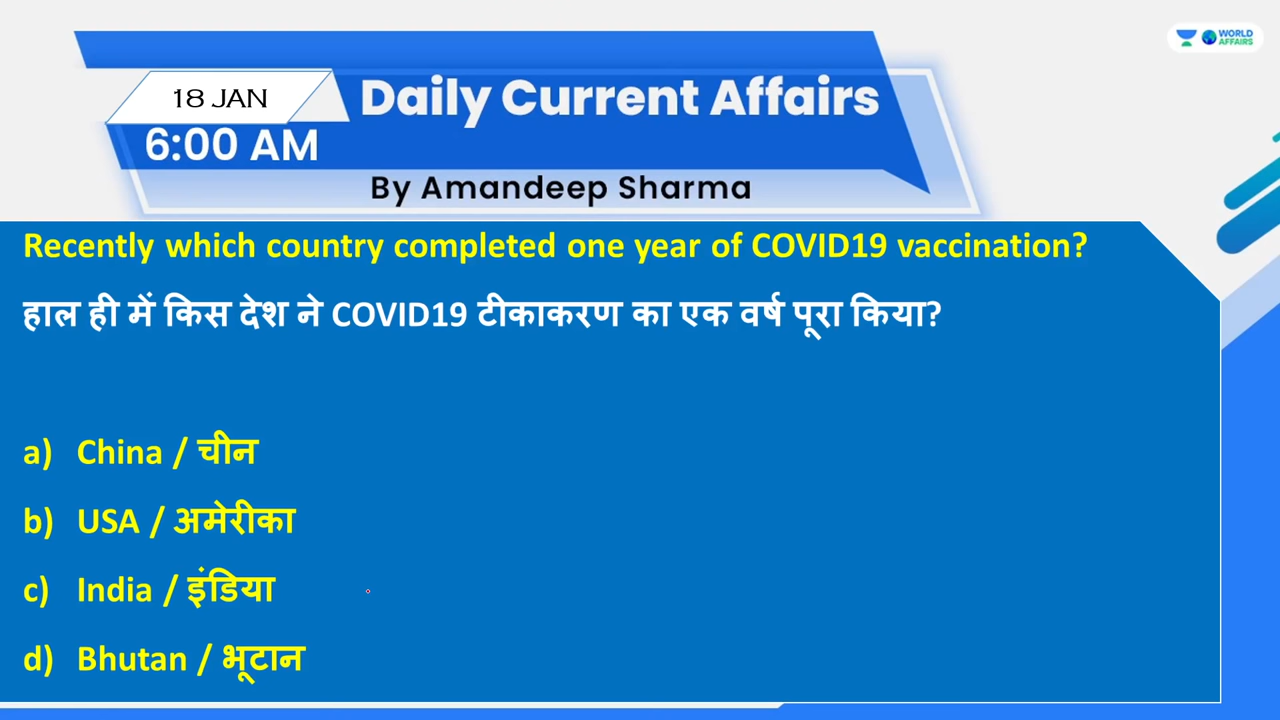 WORLD
AFFAIRS
18 JAN
Daily Current Affairs
6:00 AM
By Amandeep Sharma
Recently which country completed one year of COVID19 vaccination?
हाल ही में किस देश ने COVID19 टीकाकरण का एक वर्ष पूरा किया?
a) China / चीन
b) USA / अमेरीका
c) India / इंडिया
d) Bhutan / भूटान